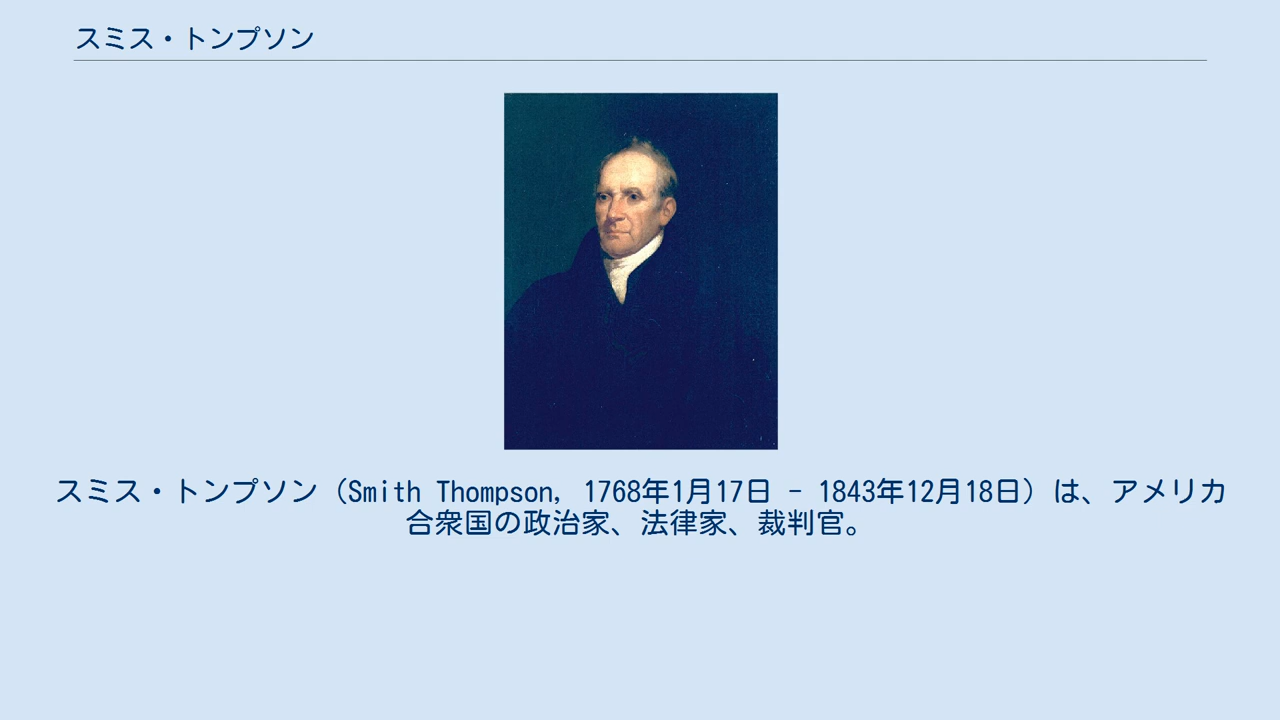 スミス・トンプソン
スミス・トンプソン（Smith Thompson, 1768年1月17日 - 1843年12月18日）は、アメリカ
合衆国の政治家、法律家、裁判官。